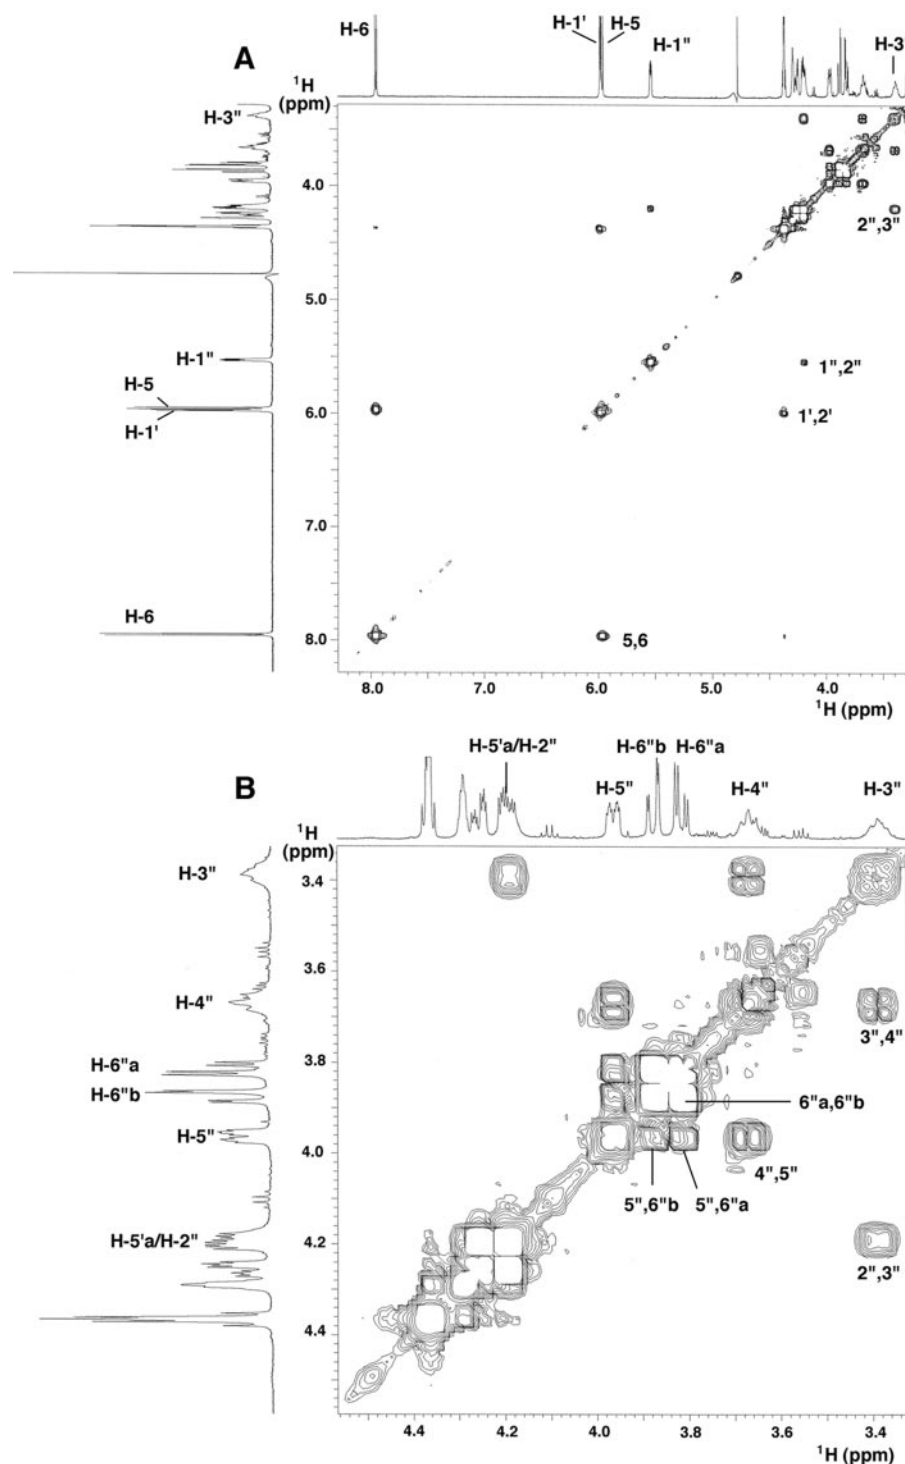 A
H-6
H-1'
H-5
H-1"
H-3"
1H
(ppm)
H-3"
4.0
2",3"
5.0
H-1"
1",2"
H-5
6.0
1',2'
H-1'
7.0
H-6
8.0
5,6
8.0 7.0 6.0 5.0 4.0
1H (ppm)
B
H-5'a/H-2"
H-6"b
H-6"a
H-5"
H-4"
H-3"
1H
(ppm)
H-3"
3.4
3.6
H-4"
3",4"
3.8
H-6"a
H-6"b
6"a,6"b
H-5"
4.0
4",5"
5",6"b
5",6"a
H-5'a/H-2"
4.2
2",3"
4.4
4.4 4.2 4.0 3.8 3.6 3.4
1H (ppm)